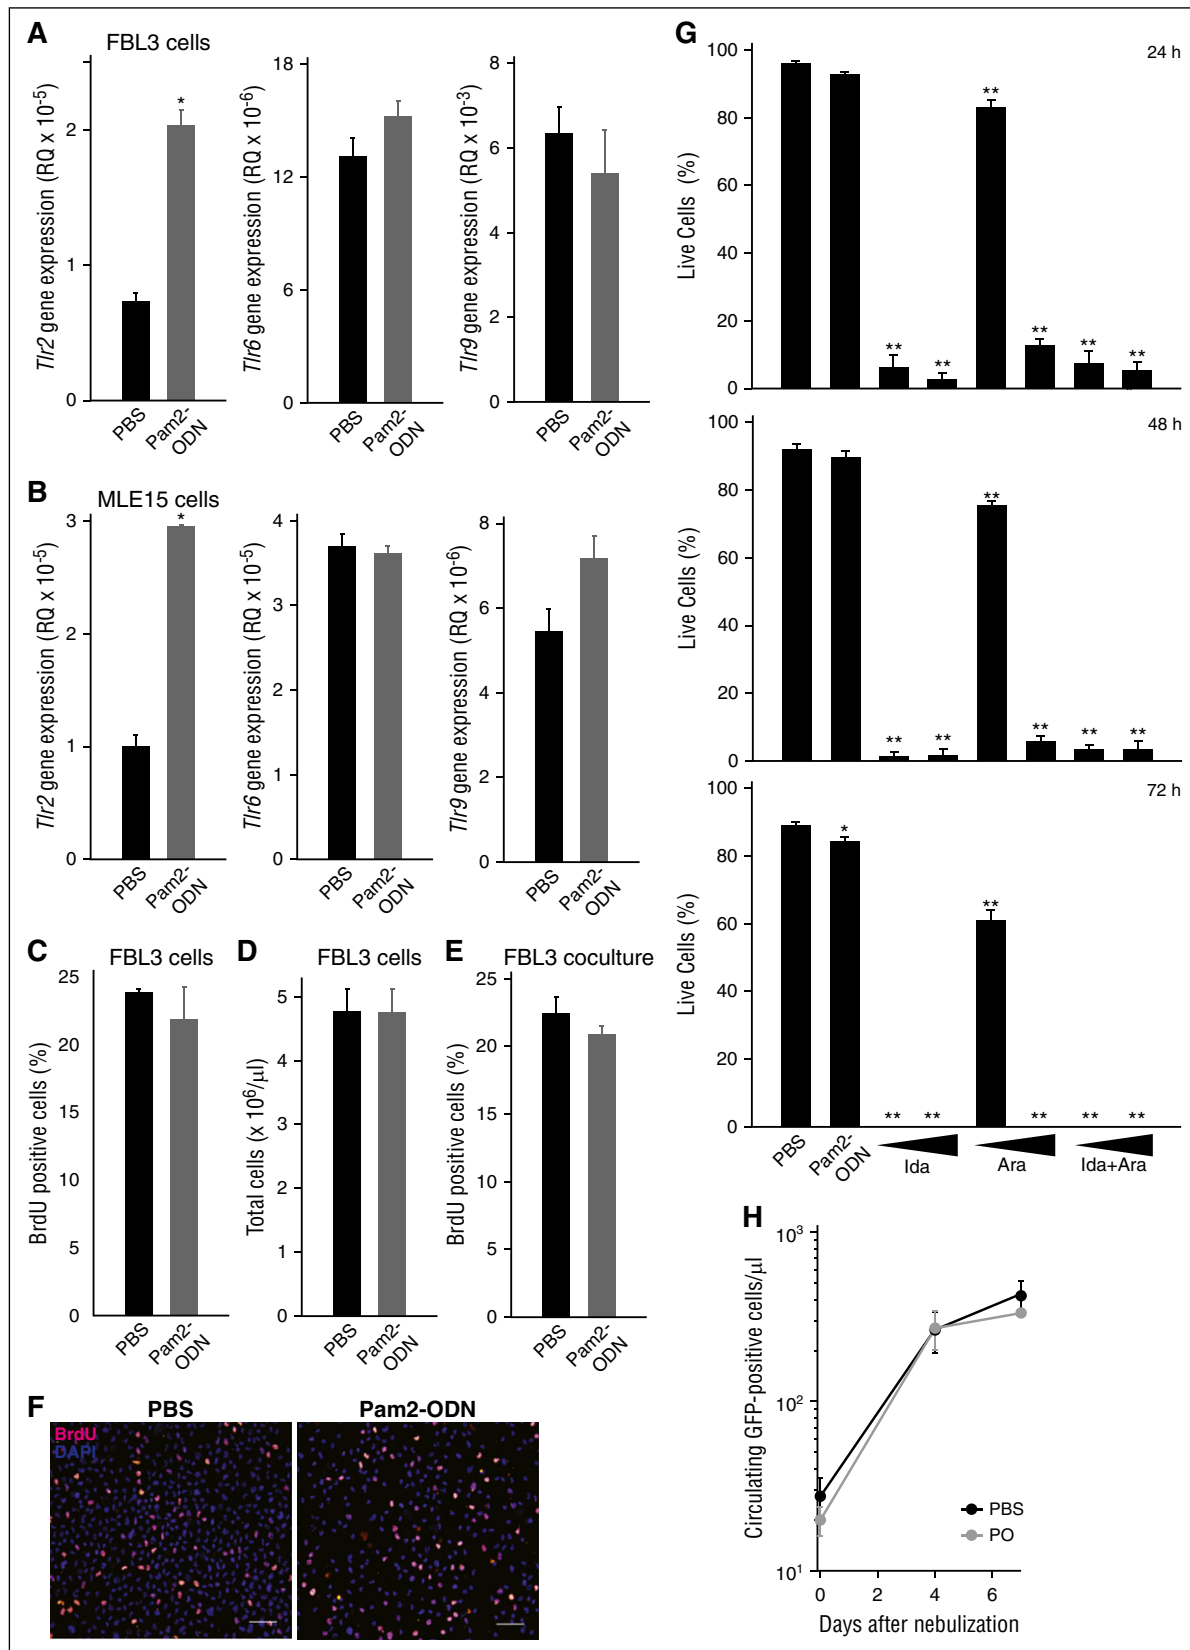 A FBL3 cells
Tlr2 gene expression (RQ x 10-5)
2
1
0
*
PBS
Pam2-
ODN
Tlr6 gene expression (RQ x 10-6)
18
12
6
0
PBS
Pam2-
ODN
Tlr9 gene expression (RQ x 10-3)
8
6
4
2
0
PBS
Pam2-
ODN
B MLE15 cells
Tlr2 gene expression (RQ x 10-5)
3
2
1
0
*
PBS
Pam2-
ODN
Tlr6 gene expression (RQ x 10-5)
4
3
2
1
0
PBS
Pam2-
ODN
Tlr9 gene expression (RQ x 10-6)
8
6
4
2
0
PBS
Pam2-
ODN
C FBL3 cells
BrdU positive cells (%)
25
20
15
10
5
0
PBS
Pam2-
ODN
D FBL3 cells
Total cells (x 106/μl)
5
4
3
2
1
0
PBS
Pam2-
ODN
E FBL3 coculture
BrdU positive cells (%)
25
20
15
10
5
0
PBS
Pam2-
ODN
F PBS Pam2-ODN
BrdU
DAPI
G 24 h
Live Cells (%)
100
80
60
40
20
0
** ** ** ** ** **
48 h
Live Cells (%)
100
80
60
40
20
0
** ** ** ** ** **
72 h
Live Cells (%)
100
80
60
40
20
0
* ** ** ** ** ** **
PBS
Pam2-
ODN
Ida Ara Ida+Ara
H
Circulating GFP-positive cells/μl
103
102
101
0 2 4 6
Days after nebulization
PBS
PO